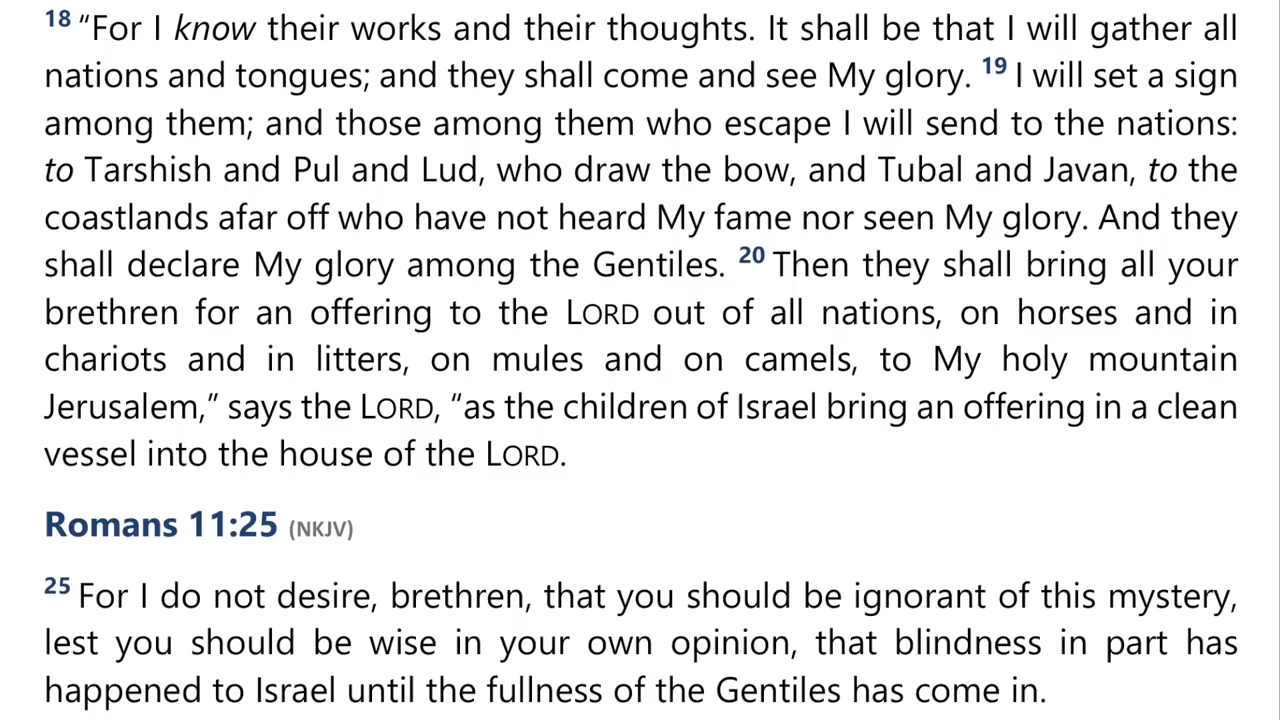 18 “For I know their works and their thoughts. It shall be that I will gather all
nations and tongues; and they shall come and see My glory. 19 I will set a sign
among them; and those among them who escape I will send to the nations:
to Tarshish and Pul and Lud, who draw the bow, and Tubal and Javan, to the
coastlands afar off who have not heard My fame nor seen My glory. And they
shall declare My glory among the Gentiles. 20 Then they shall bring all your
brethren for an offering to the LORD out of all nations, on horses and in
chariots and in litters, on mules and on camels, to My holy mountain
Jerusalem,” says the LORD, “as the children of Israel bring an offering in a clean
vessel into the house of the LORD.
Romans 11:25 (NKJV)
25 For I do not desire, brethren, that you should be ignorant of this mystery,
lest you should be wise in your own opinion, that blindness in part has
happened to Israel until the fullness of the Gentiles has come in.